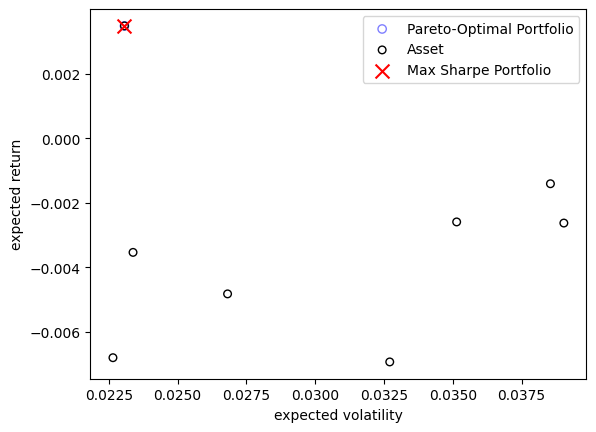 Pareto-Optimal Portfolio
Asset
Max Sharpe Portfolio
0.002
0.000
−0.002
−0.004
−0.006
expected return
0.0225
0.0250
0.0275
0.0300
0.0325
0.0350
0.0375
expected volatility